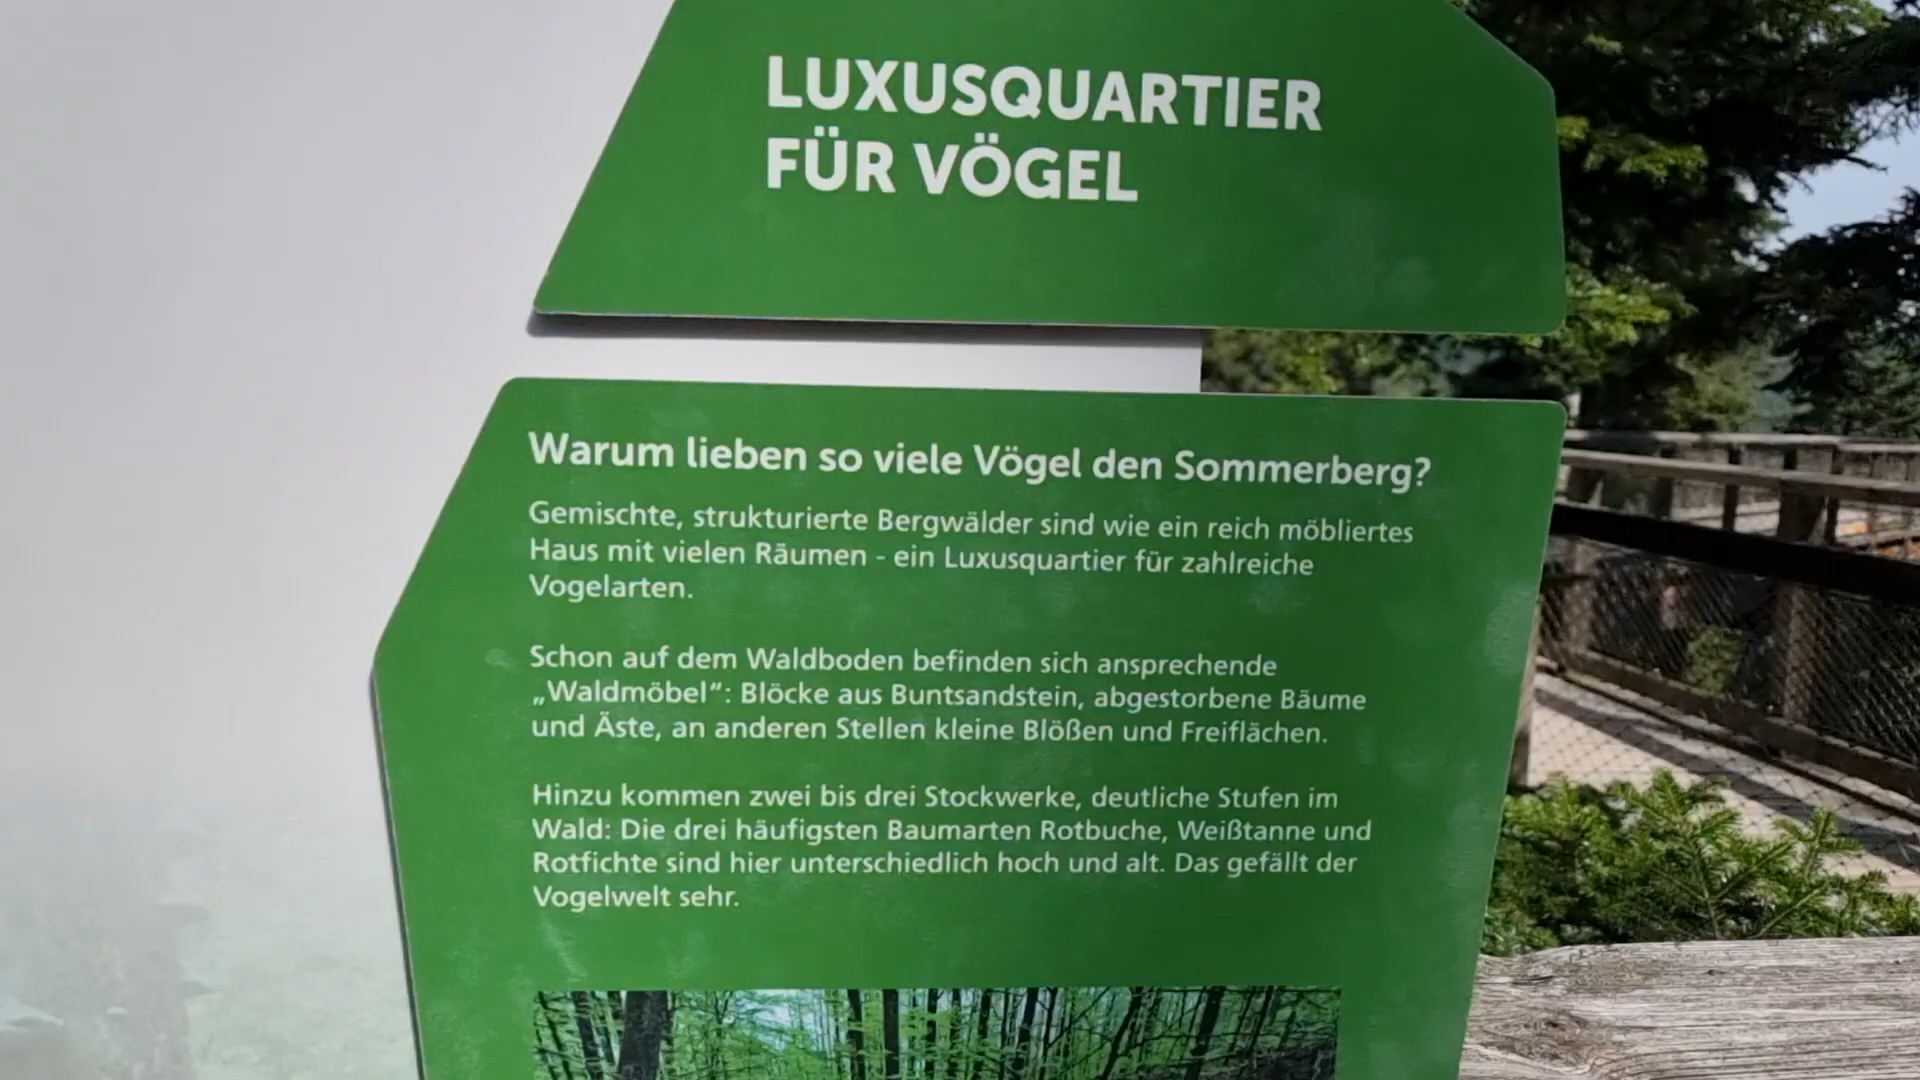 LUXUSQUARTIER
FÜR VÖGEL
Warum lieben so viele Vögel den Sommerberg?
Gemischte, strukturierte Bergwälder sind wie ein reich möbliertes
Haus mit vielen Räumen - ein Luxusquartier für zahlreiche
Vogelarten.
Schon auf dem Waldboden befinden sich ansprechende
„Waldmöbel“: Blöcke aus Buntsandstein, abgestorbene Bäume
und Äste, an anderen Stellen kleine Blößen und Freiflächen.
Hinzu kommen zwei bis drei Stockwerke, deutliche Stufen im
Wald: Die drei häufigsten Baumarten Rotbuche, Weißtanne und
Rotfichte sind hier unterschiedlich hoch und alt. Das gefällt der
Vogelwelt sehr.